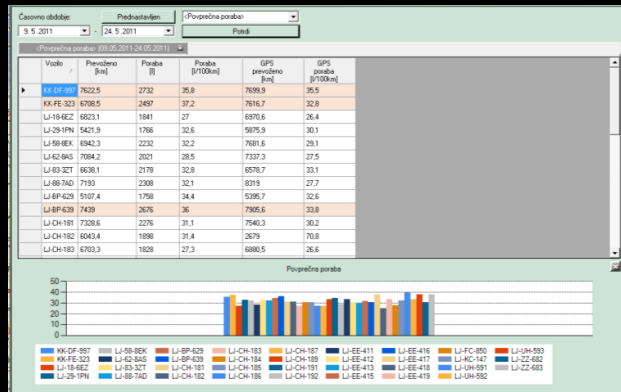 Časovno obdobje: Prednastavljen <Povprečna poraba>
9. 5 .2011 - 24. 5 .2011 Potrdi
<Povprečna poraba> (09.05.2011-24.05.2011)
Vozilo Prevoženo [km] Poraba [l] Poraba [l/100km] GPS prevoženo [km] GPS poraba [l/100km]
KK-DF-997 7622,5 2732 35,8 7699,9 35,5
KK-FE-323 6708,5 2497 37,2 7616,7 32,8
LJ-18-6EZ 6823,1 1841 27 6970,6 26,4
LJ-29-1PN 5421,9 1766 32,6 5875,9 30,1
LJ-58-8EK 6942,3 2232 32,2 7681,6 29,1
LJ-62-8AS 7084,2 2021 28,5 7337,3 27,5
LJ-83-3ZT 6638,1 2178 32,8 6578,7 33,1
LJ-88-7AD 7193 2308 32,1 8319 27,7
LJ-BP-629 5107,4 1758 34,4 5395,7 32,6
LJ-BP-639 7439 2676 36 7905,6 33,8
LJ-CH-181 7328,6 2276 31,1 7540,3 30,2
LJ-CH-182 6043,4 1898 31,4 2679 70,8
LJ-CH-183 6703,3 1828 27,3 6880,5 26,6
Povprečna poraba
50
40
30
20
10
0
KK-DF-997 LJ-58-8EK LJ-BP-629 LJ-CH-183 LJ-CH-187 LJ-EE-411 LJ-EE-416 LJ-FC-850 LJ-UH-593
KK-FE-323 LJ-62-8AS LJ-BP-639 LJ-CH-184 LJ-CH-189 LJ-EE-412 LJ-EE-417 LJ-KC-147 LJ-ZZ-682
LJ-18-6EZ LJ-83-3ZT LJ-CH-181 LJ-CH-185 LJ-CH-191 LJ-EE-413 LJ-EE-418 LJ-UH-591 LJ-ZZ-683
LJ-29-1PN LJ-88-7AD LJ-CH-182 LJ-CH-186 LJ-CH-192 LJ-EE-415 LJ-EE-419 LJ-UH-592